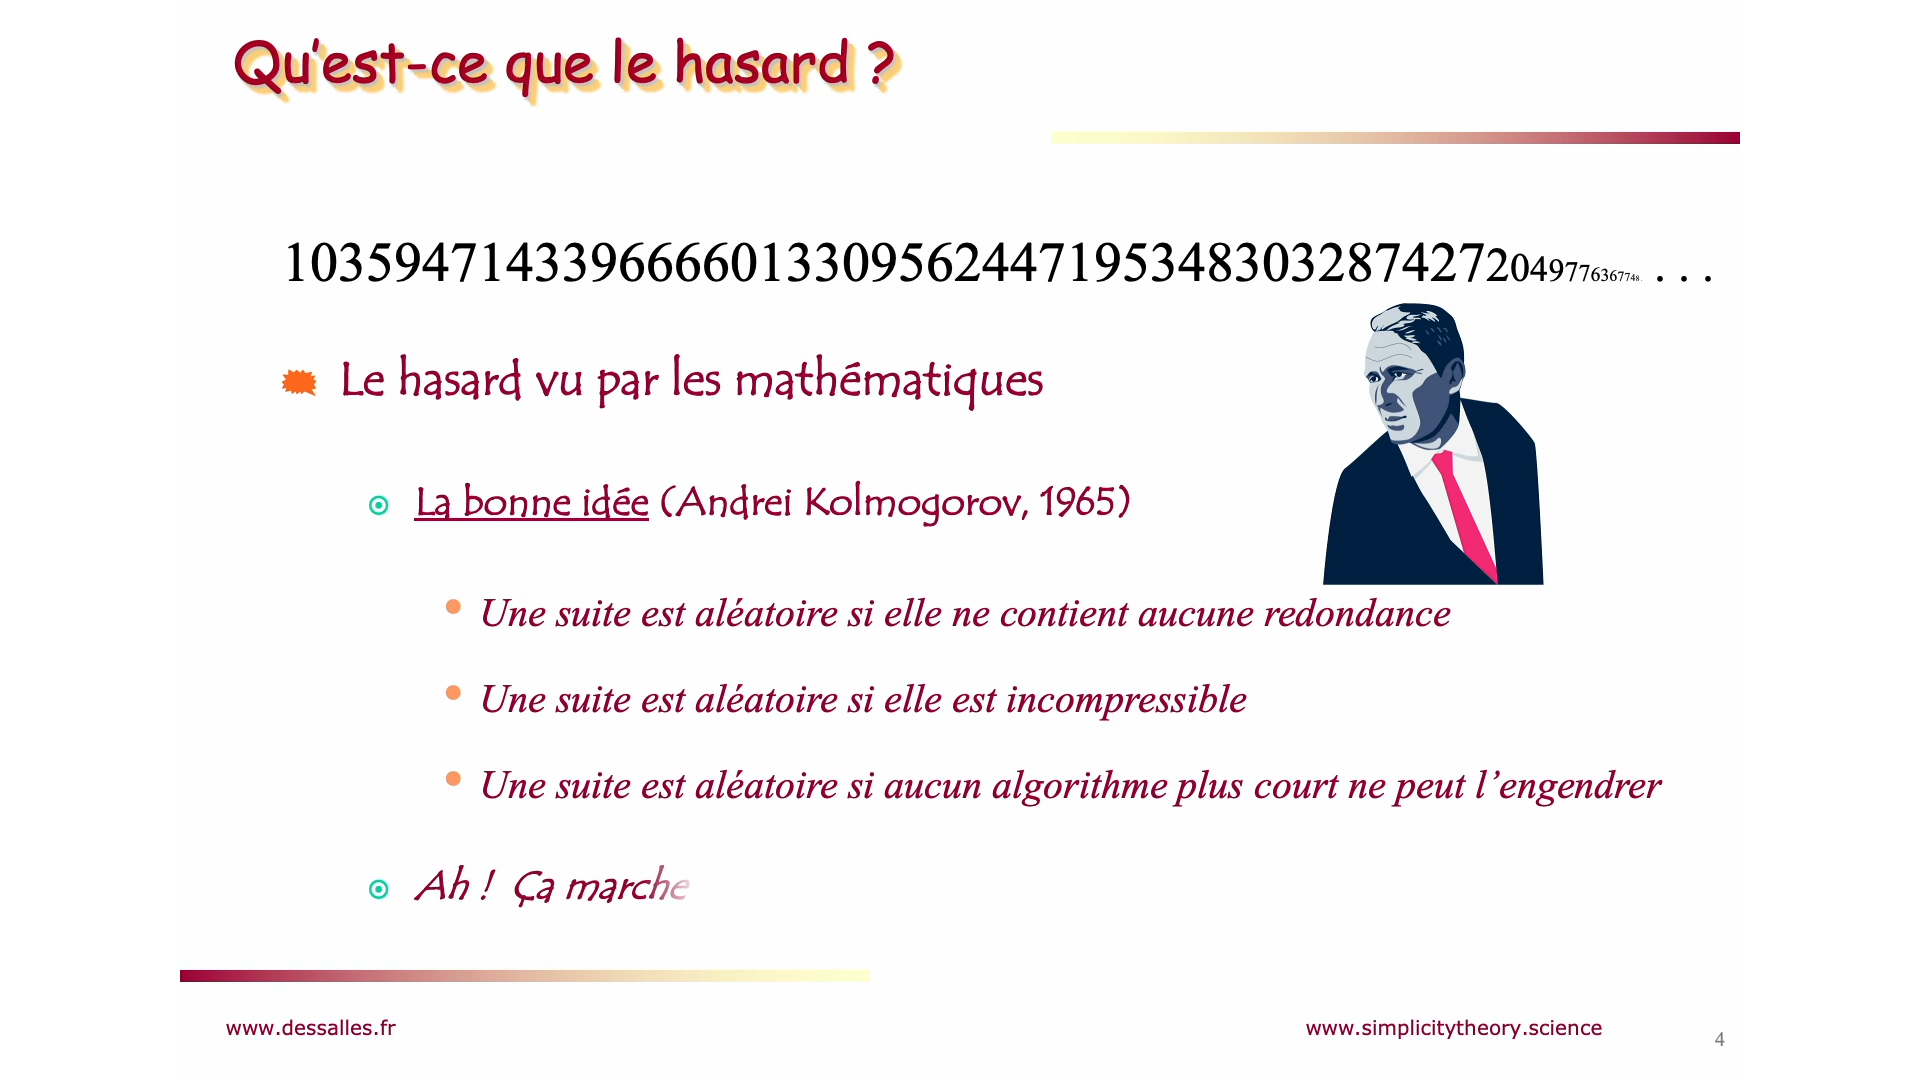 Qu'est-ce que le hasard ?
10359471433966660133095624471953483032874272049776367748. . . .
Le hasard vu par les mathématiques
La bonne idée (Andrei Kolmogorov, 1965)
Une suite est aléatoire si elle ne contient aucune redondance
Une suite est aléatoire si elle est incompressible
Une suite est aléatoire si aucun algorithme plus court ne peut l’engendrer
Ah ! Ça marche
www.dessalles.fr
www.simplicitytheory.science
4